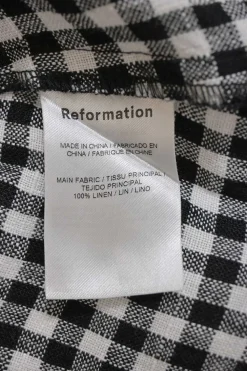 Reformation
MADE IN CHINA / FABRICADO EN
CHINA / FABRIQUE EN CHINE
MAIN FABRIC / TISSU PRINCIPAL /
TEJIDO PRINCIPAL
100% LINEN / LIN / LINO